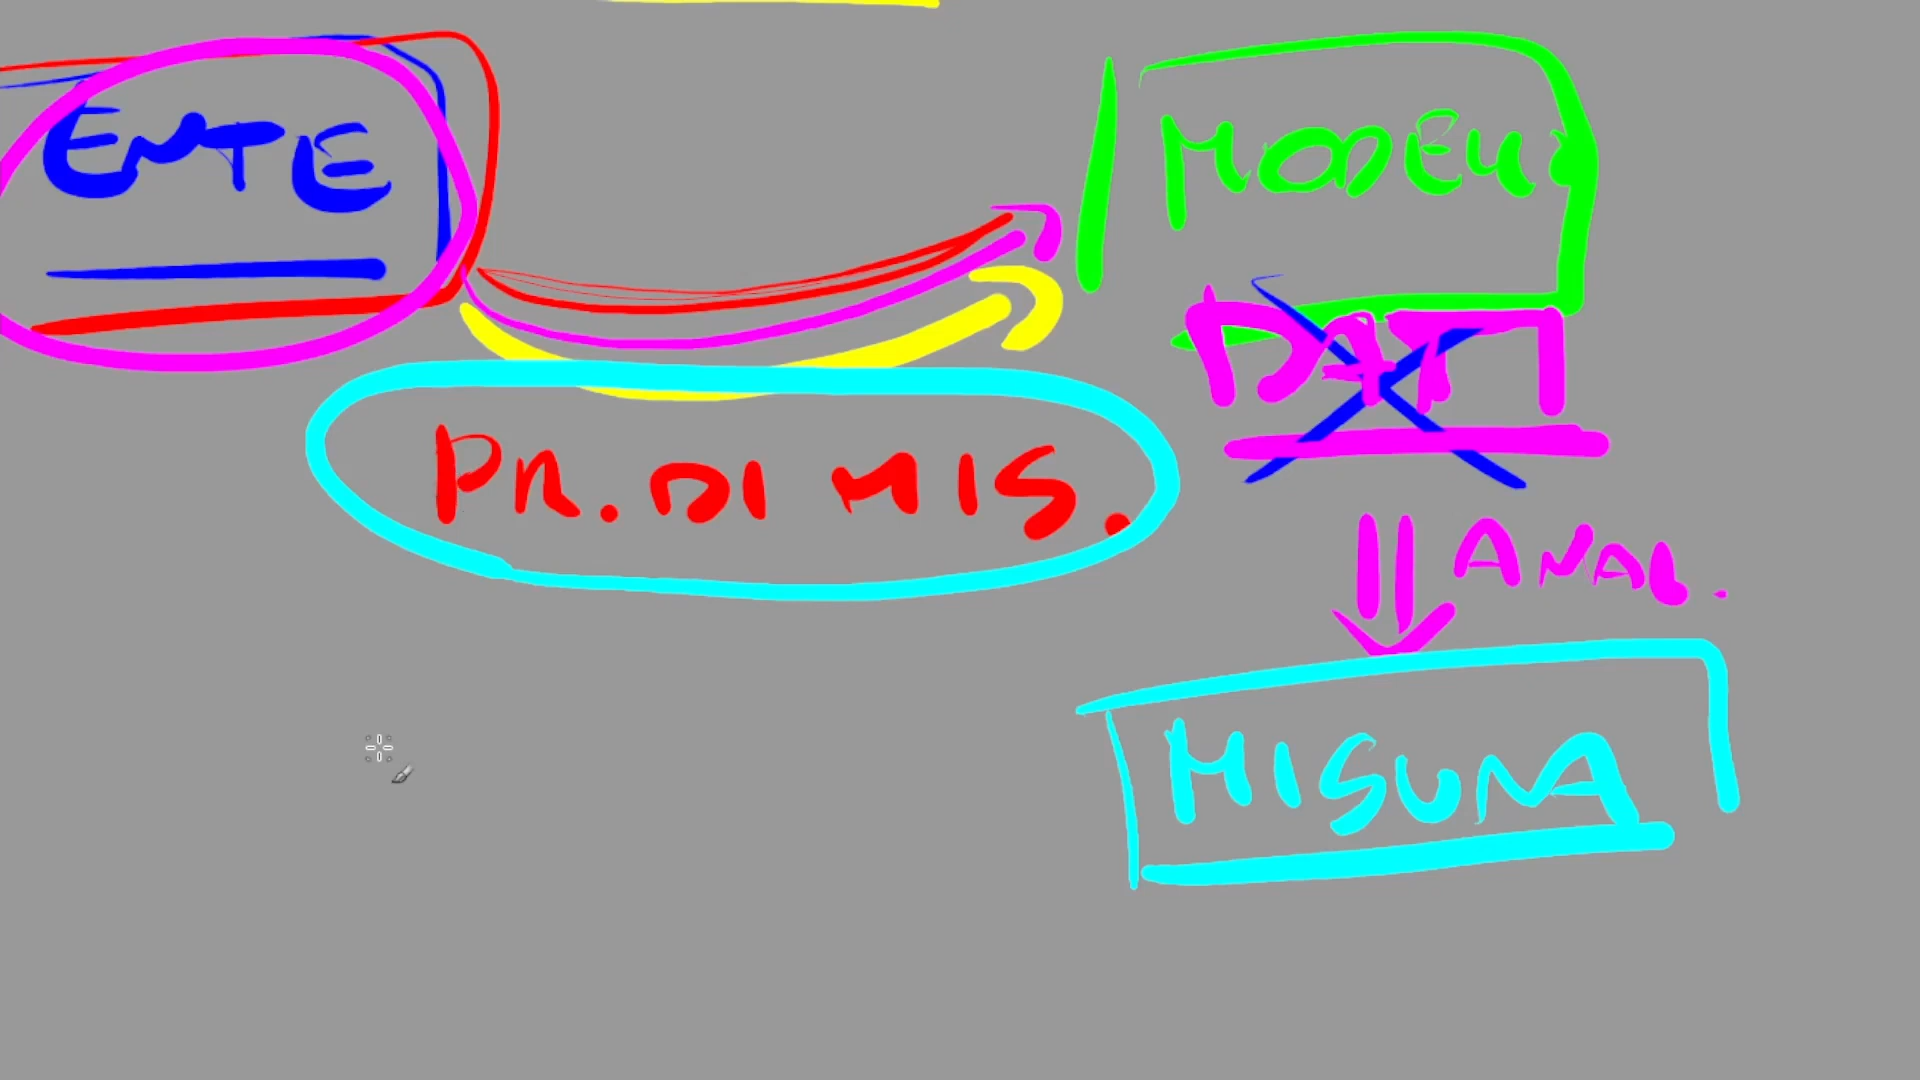 ENTE
MODELLO
DATI
PR. DI MIS.
ANAL.
MISURA